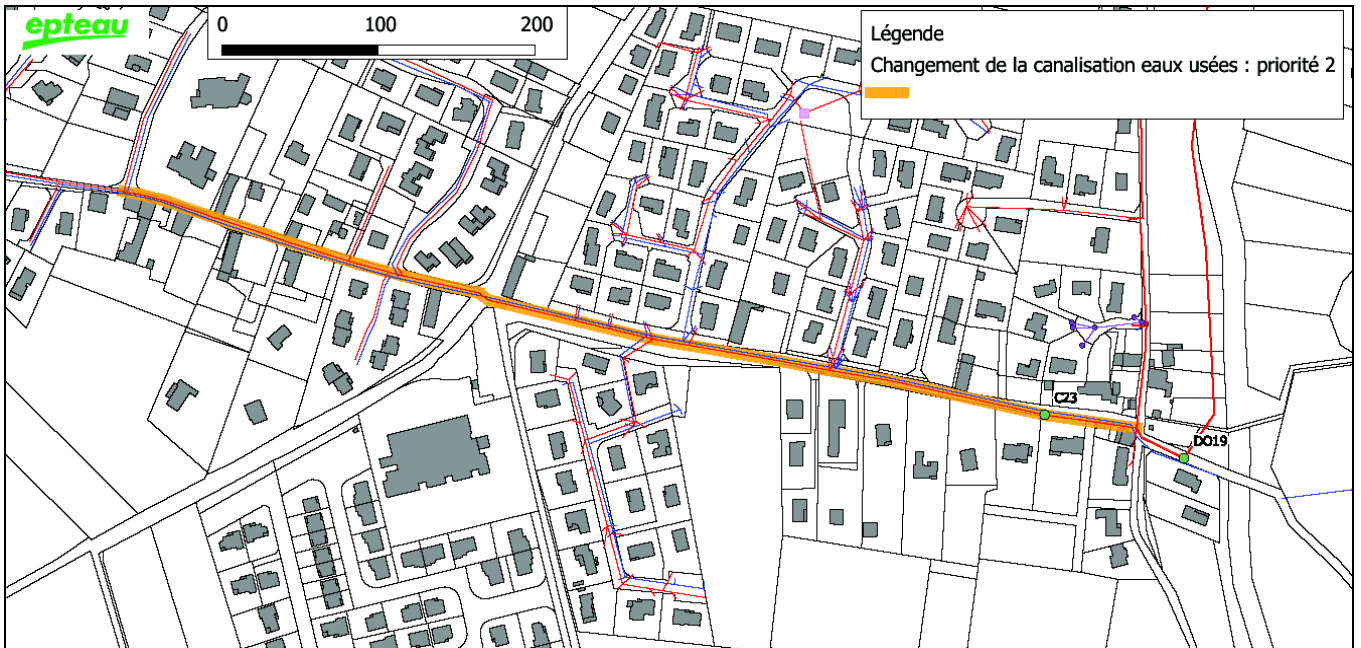 epteau
0 100 200
Légende
Changement de la canalisation eaux usées : priorité 2
C23
DO19